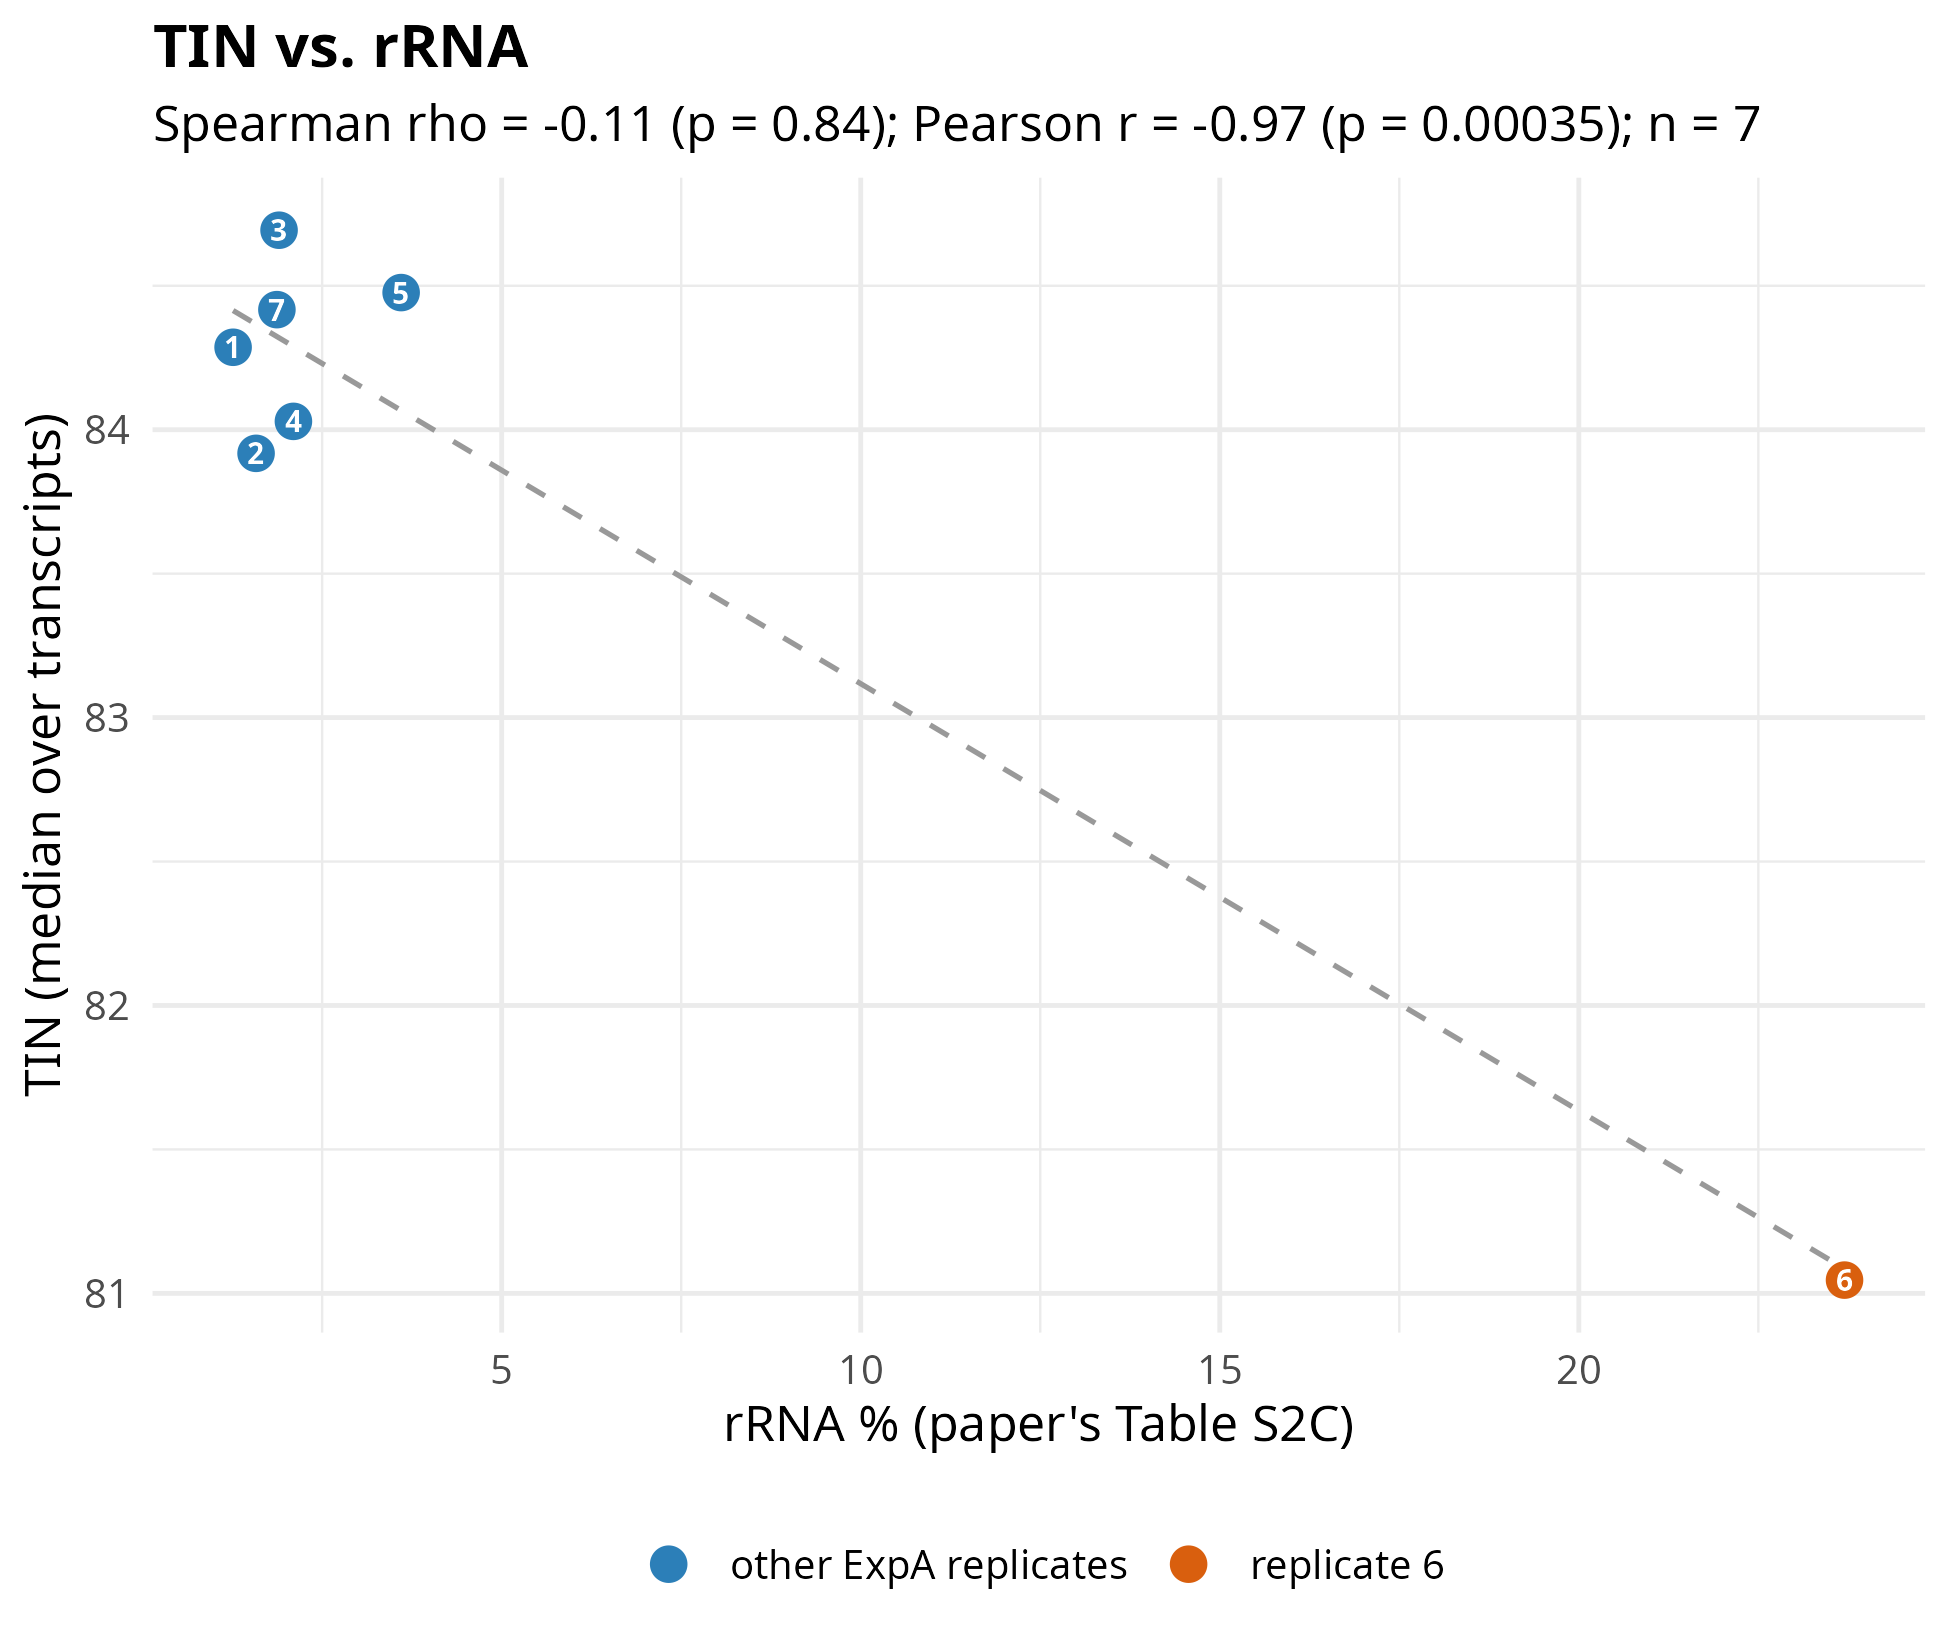 TIN vs. rRNA
Spearman rho = -0.11 (p = 0.84); Pearson r = -0.97 (p = 0.00035); n = 7
TIN (median over transcripts)
84
83
82
81
3
5
7
1
4
2
6
5
10
15
20
rRNA % (paper's Table S2C)
other ExpA replicates
replicate 6